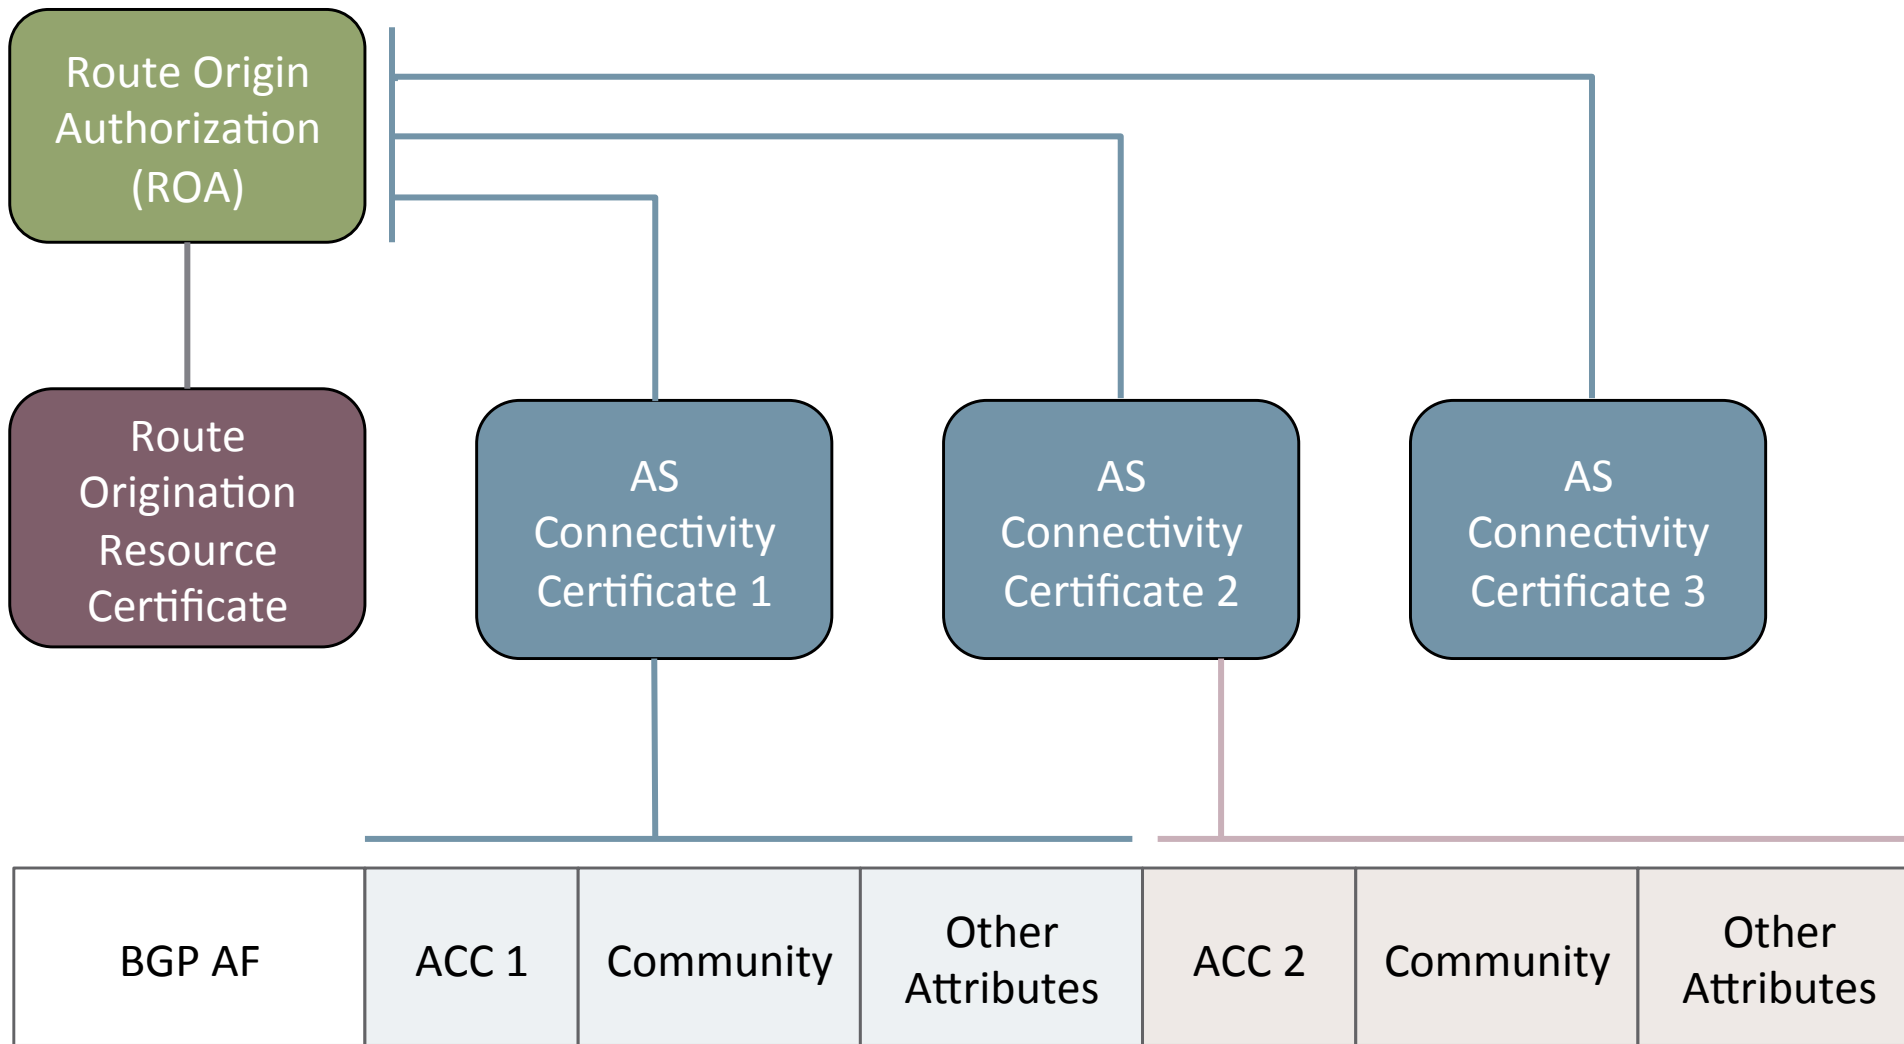 Route Origin
Authorization
(ROA)
Route
Origination
Resource
Certificate
AS
Connectivity
Certificate 1
AS
Connectivity
Certificate 2
AS
Connectivity
Certificate 3
BGP AF
ACC 1
Community
Other
Attributes
ACC 2
Community
Other
Attributes